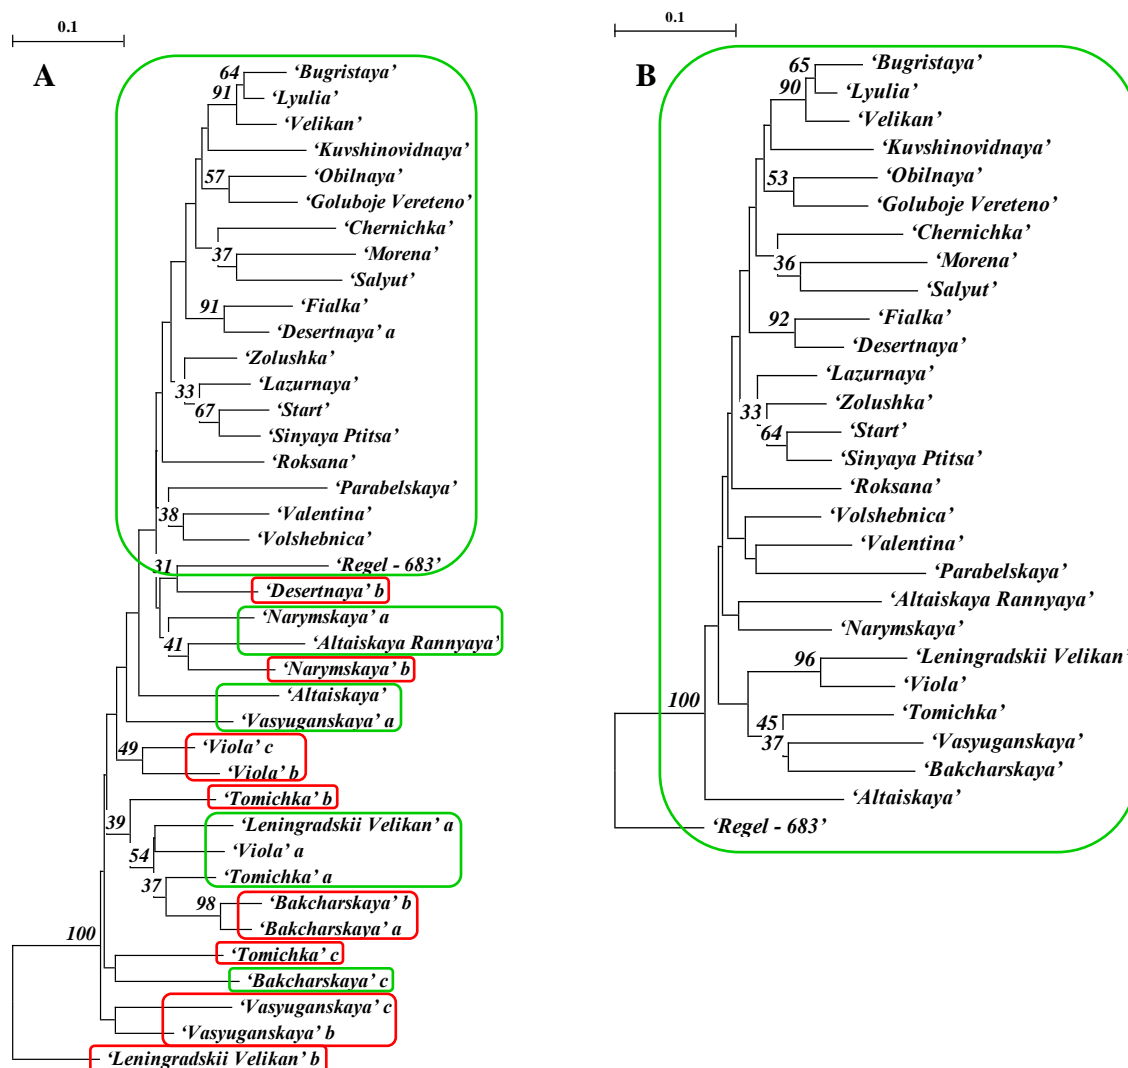 0.1
A
64 ‘Bugristaya’
91 ‘Lyulia’
‘Velikan’
‘Kuvshinovidnaya’
57 ‘Obilnaya’
‘Goluboje Vereteno’
‘Chernichka’
37 ‘Morena’
‘Salyut’
91 ‘Fialka’
‘Desertnaya’ a
‘Zolushka’
33 ‘Lazurnaya’
67 ‘Start’
‘Sinyaya Ptitsa’
‘Roksana’
‘Parabelskaya’
38 ‘Valentina’
‘Volshebnica’
31 ‘Regel - 683’
‘Desertnaya’ b
‘Narymskaya’ a
41 ‘Altaiskaya Rannyaya’
‘Narymskaya’ b
‘Altaiskaya’
‘Vasyuganskaya’ a
49 ‘Viola’ c
‘Viola’ b
‘Tomichka’ b
39 ‘Leningradskii Velikan’ a
54 ‘Viola’ a
37 ‘Tomichka’ a
98 ‘Bakcharskaya’ b
‘Bakcharskaya’ a
100 ‘Tomichka’ c
‘Bakcharskaya’ c
‘Vasyuganskaya’ c
‘Vasyuganskaya’ b
‘Leningradskii Velikan’ b
0.1
B
65 ‘Bugristaya’
90 ‘Lyulia’
‘Velikan’
‘Kuvshinovidnaya’
53 ‘Obilnaya’
‘Goluboje Vereteno’
‘Chernichka’
36 ‘Morena’
‘Salyut’
92 ‘Fialka’
‘Desertnaya’
‘Lazurnaya’
33 ‘Zolushka’
64 ‘Start’
‘Sinyaya Ptitsa’
‘Roksana’
‘Volshebnica’
‘Valentina’
‘Parabelskaya’
‘Altaiskaya Rannyaya’
‘Narymskaya’
96 ‘Leningradskii Velikan’
‘Viola’
100 45 ‘Tomichka’
37 ‘Vasyuganskaya’
‘Bakcharskaya’
‘Altaiskaya’
‘Regel - 683’